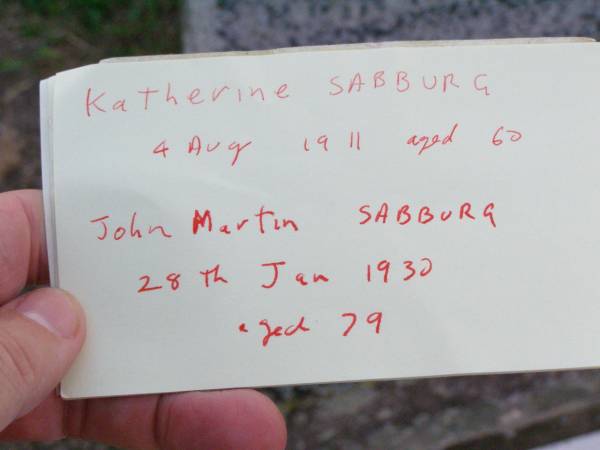 Katherine SABBURG
4 Aug 1911 aged 60
John Martin SABBURG
28th Jan 1930
aged 79